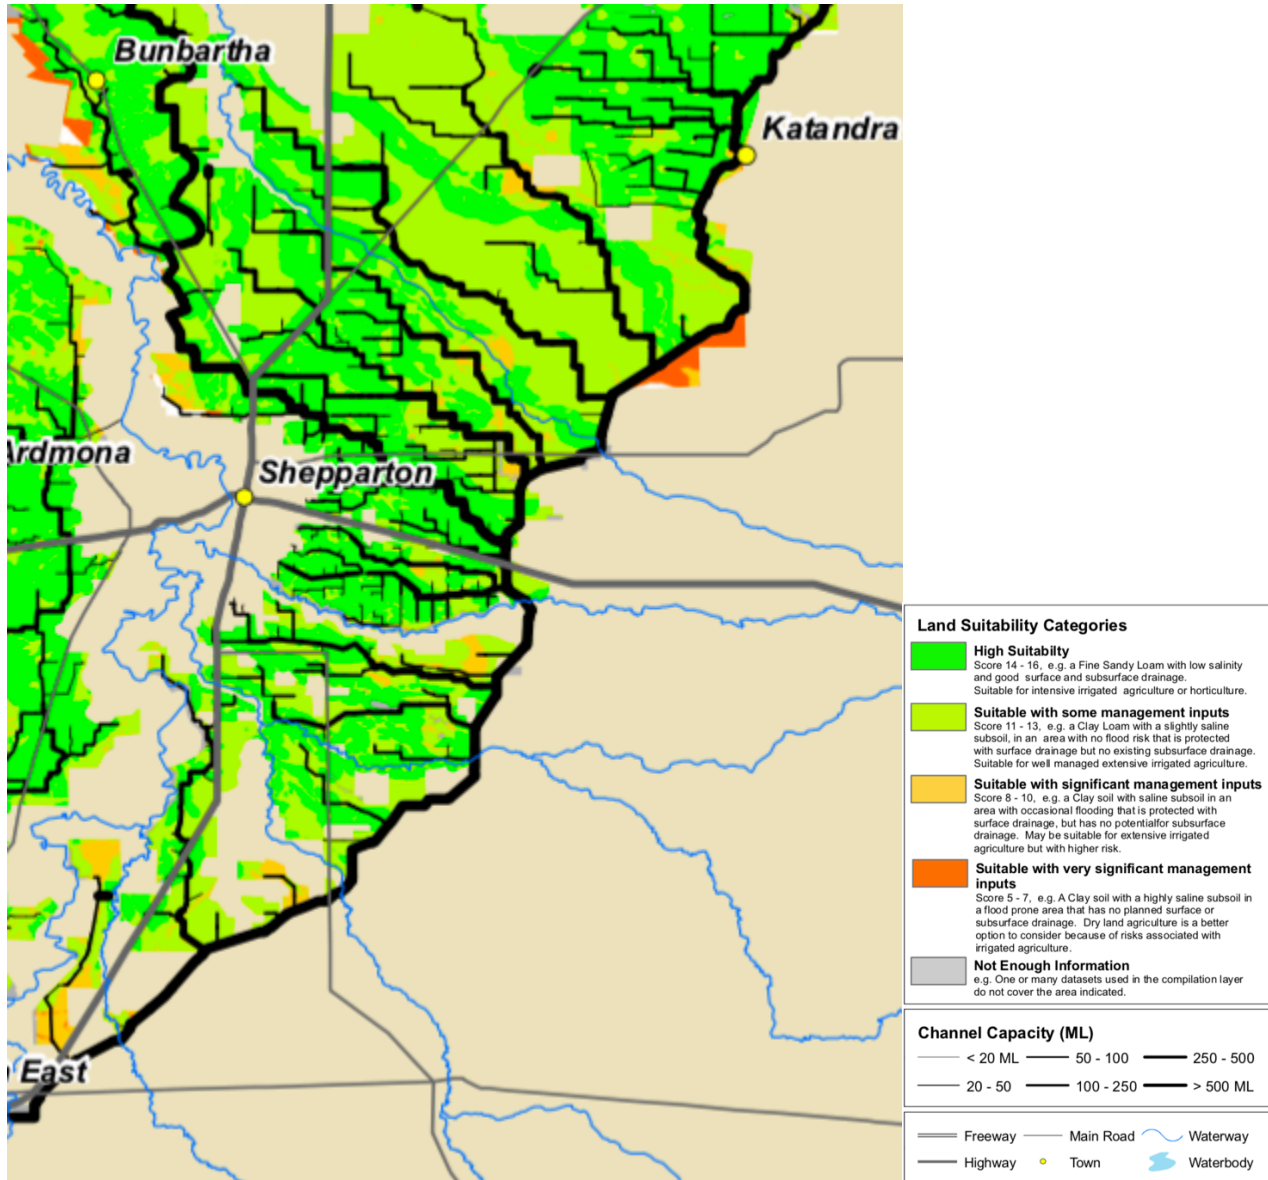 Bunbartha
Katandra
Ardmona
Shepparton
East
Land Suitability Categories
High Suitabilty
Score 14 - 16, e.g. a Fine Sandy Loam with low salinity
and good surface and subsurface drainage.
Suitable for intensive irrigated agriculture or horticulture.
Suitable with some management inputs
Score 11 - 13, e.g. a Clay Loam with a slightly saline
subsoil, in an area with no flood risk that is protected
with surface drainage but no existing subsurface drainage.
Suitable for well managed extensive irrigated agriculture.
Suitable with significant management inputs
Score 8 - 10, e.g. a Clay soil with saline subsoil in an
area with occasional flooding that is protected with
surface drainage, but has no potentialfor subsurface
drainage. May be suitable for extensive irrigated
agriculture but with higher risk.
Suitable with very significant management
inputs
Score 5 - 7, e.g. A Clay soil with a highly saline subsoil in
a flood prone area that has no planned surface or
subsurface drainage. Dry land agriculture is a better
option to consider because of risks associated with
irrigated agriculture.
Not Enough Information
e.g. One or many datasets used in the compilation layer
do not cover the area indicated.
Channel Capacity (ML)
< 20 ML 50 - 100 250 - 500
20 - 50 100 - 250 > 500 ML
Freeway Main Road Waterway
Highway Town Waterbody